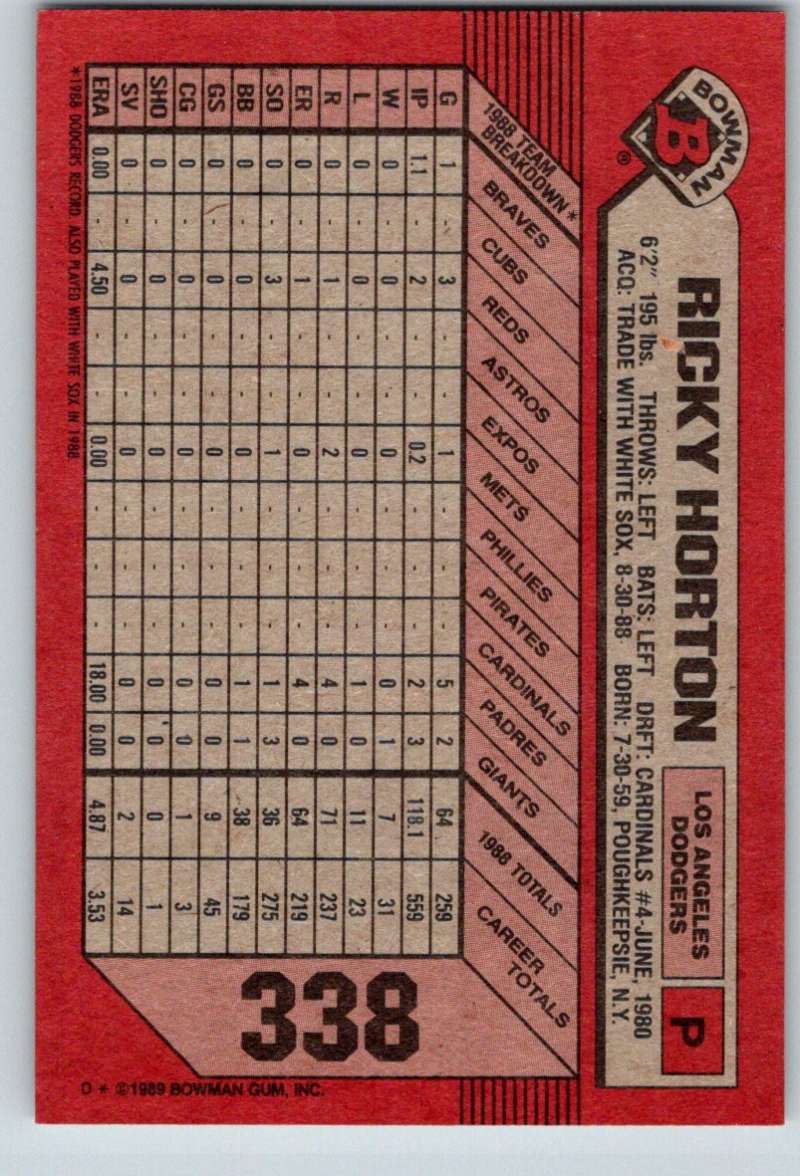 BOWMAN
B
BOWMAN
®
RICKY HORTON
LOS ANGELES
DODGERS
P
6'2" 195 lbs. THROWS: LEFT BATS: LEFT DRFT: CARDINALS #4-JUNE, 1980
ACQ: TRADE WITH WHITE SOX, 8-30-88 BORN: 7-30-59, POUGHKEEPSIE, N.Y.
1988 TEAM BREAKDOWN* BRAVES CUBS REDS ASTROS EXPOS METS PHILLIES PIRATES CARDINALS PADRES GIANTS 1988 TOTALS CAREER TOTALS
G 1 - 3 - - 1 - - - 5 2 64 259
IP 1.1 - 2 - - 0.2 - - - 2 3 118.1 559
W 0 - 0 - - 0 - - - 0 1 7 31
L 0 - 0 - - 0 - - - 1 0 11 23
R 0 - 1 - - 2 - - - 4 0 71 237
ER 0 - 1 - - 0 - - - 4 0 64 219
SO 0 - 3 - - 1 - - - 1 3 36 275
BB 0 - 0 - - 0 - - - 1 1 38 179
GS 0 - 0 - - 0 - - - 0 0 9 45
CG 0 - 0 - - 0 - - - 0 0 1 3
SHO 0 - 0 - - 0 - - - 0 0 0 1
SV 0 - 0 - - 0 - - - 0 0 2 14
ERA 0.00 - 4.50 - - 0.00 - - - 18.00 0.00 4.87 3.53
*1988 DODGERS RECORD. ALSO PLAYED WITH WHITE SOX IN 1988.
338
D * ©1989 BOWMAN GUM, INC.